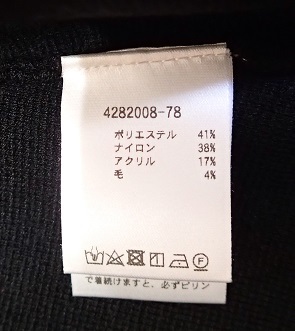 4282008-78
ポリエステル 41%
ナイロン 38%
アクリル 17%
毛 4%
F
で着続けますと、必ずピリン